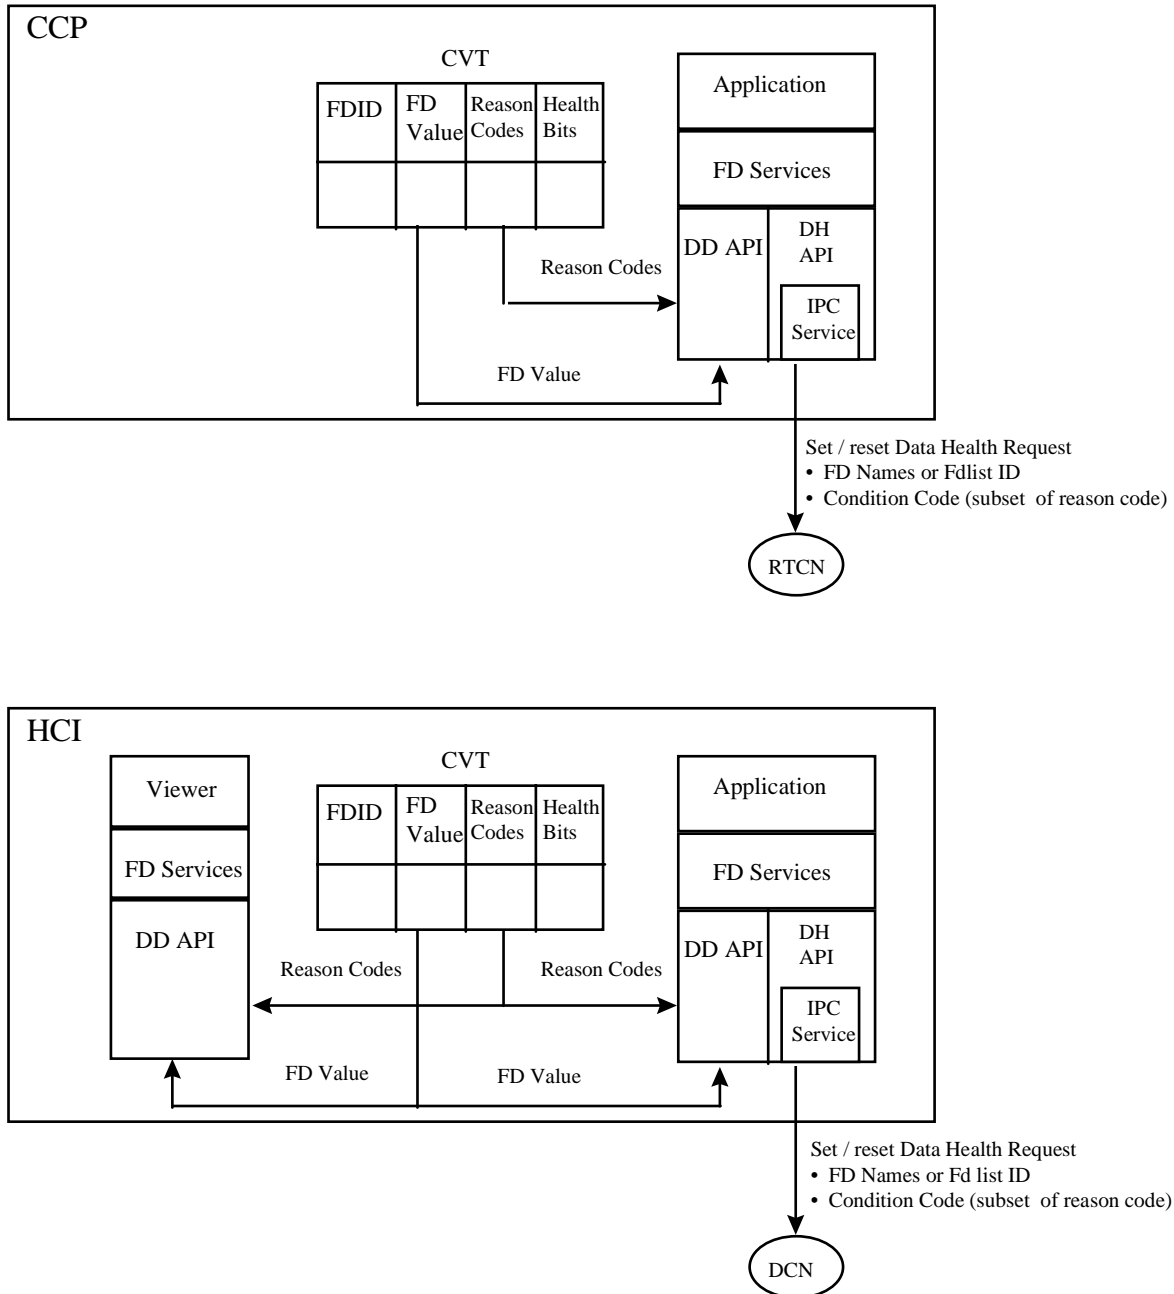 CCP
CVT
FDID
FD
Value
Reason
Codes
Health
Bits
Application
FD Services
DD API
DH
API
IPC
Service
Reason Codes
FD Value
Set / reset Data Health Request
• FD Names or Fdlist ID
• Condition Code (subset of reason code)
RTCN
HCI
Viewer
FD Services
DD API
CVT
FDID
FD
Value
Reason
Codes
Health
Bits
Application
FD Services
DD API
DH
API
IPC
Service
Reason Codes
Reason Codes
FD Value
FD Value
Set / reset Data Health Request
• FD Names or Fd list ID
• Condition Code (subset of reason code)
DCN